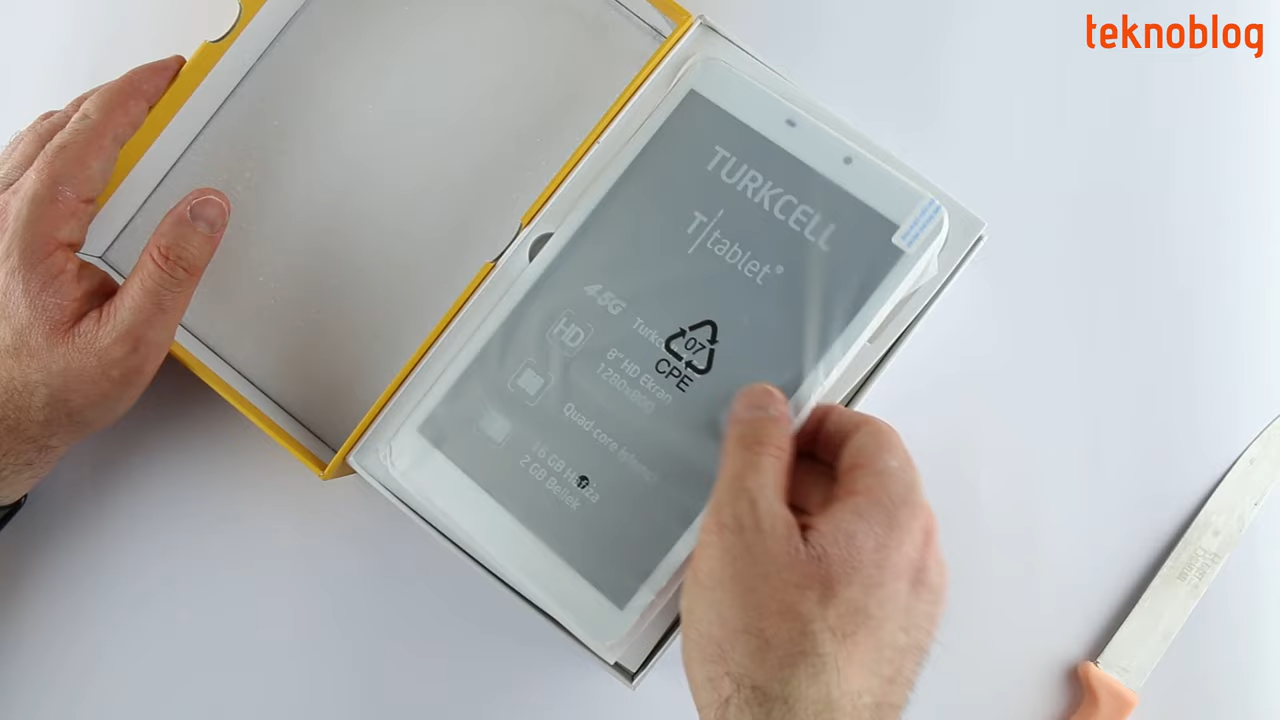 teknoblog
TURKCELL
T tablet®
4.5G
HD
8" HD Ekran
1280x800
07
CPE
Quad-core
16 GB Hafıza
2 GB Bellek